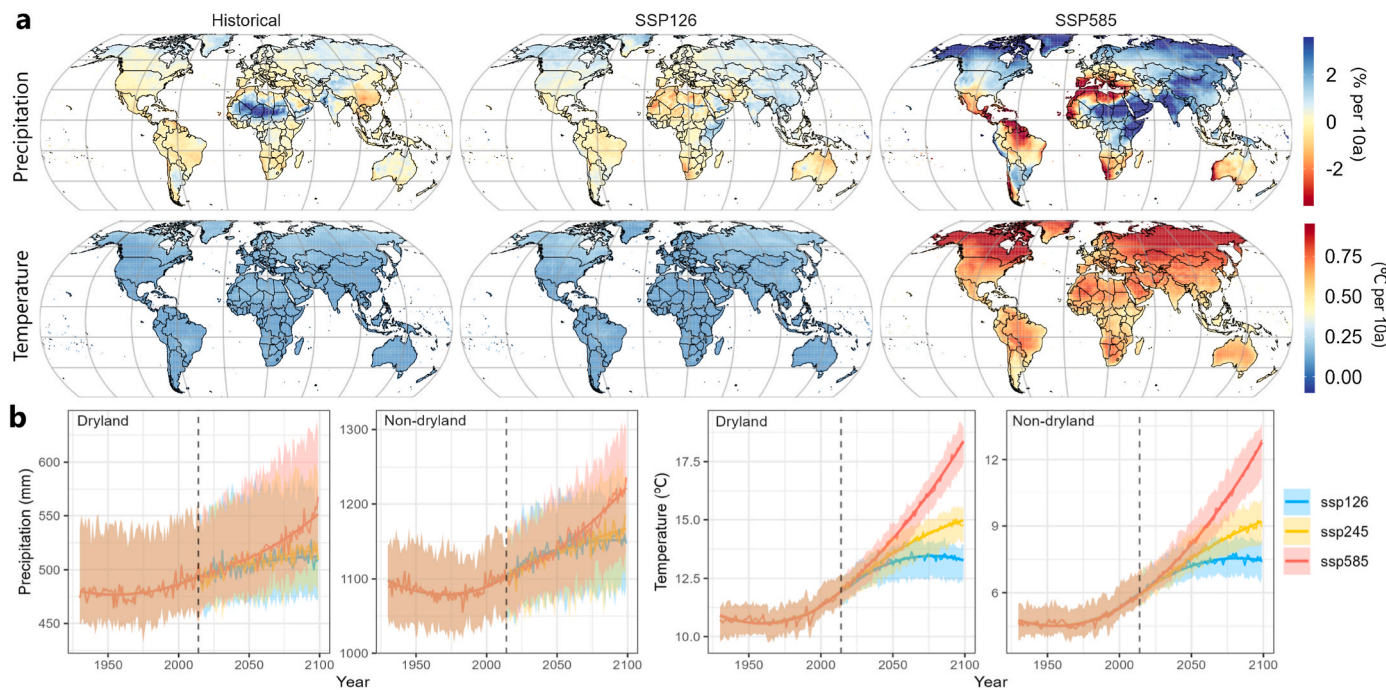 a
Historical
SSP126
SSP585
Precipitation
2
0
-2
(% per 10a)
Temperature
0.75
0.50
0.25
0.00
(℃ per 10a)
b
Dryland
Precipitation (mm)
600
550
500
450
1950
2000
2050
2100
Non-dryland
1300
1200
1100
1000
1950
2000
2050
2100
Year
Dryland
Temperature (℃)
17.5
15.0
12.5
10.0
1950
2000
2050
2100
Non-dryland
12
9
6
1950
2000
2050
2100
Year
ssp126
ssp245
ssp585